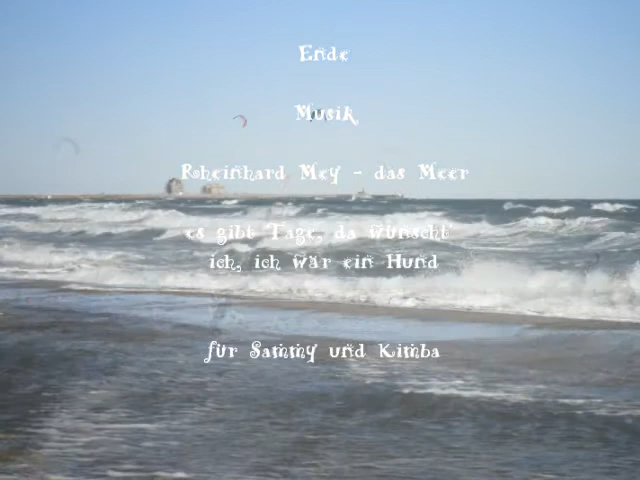 Ende
Musik
Rheinhard Mey - das Meer
es gibt Tage, da wünscht'
ich, ich wär ein Hund
für Sammy und Kimba